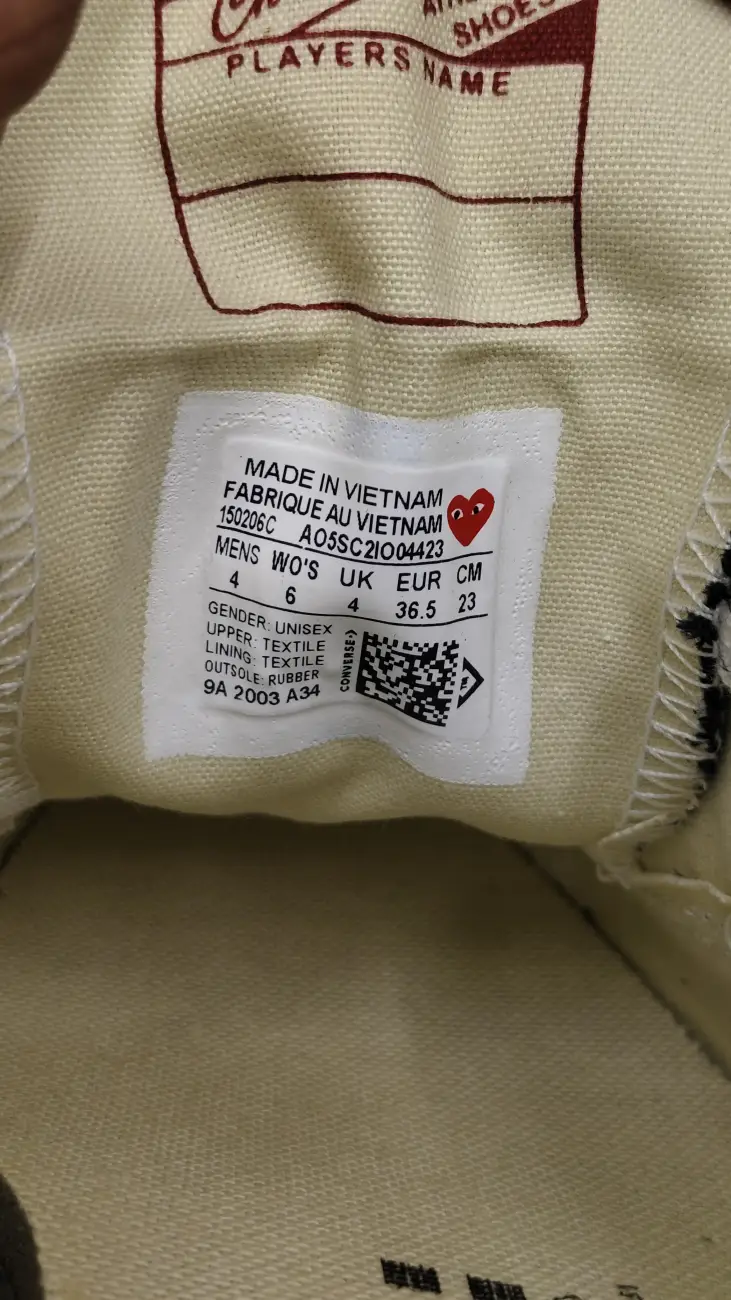 Ch
SHOES
PLAYERS NAME
MADE IN VIETNAM
FABRIQUE AU VIETNAM
150206C AO5SC2IO04423
MENS WO'S UK EUR CM
4 6 4 36.5 23
GENDER: UNISEX
UPPER: TEXTILE
LINING: TEXTILE
OUTSOLE: RUBBER
9A 2003 A34
CONVERSE